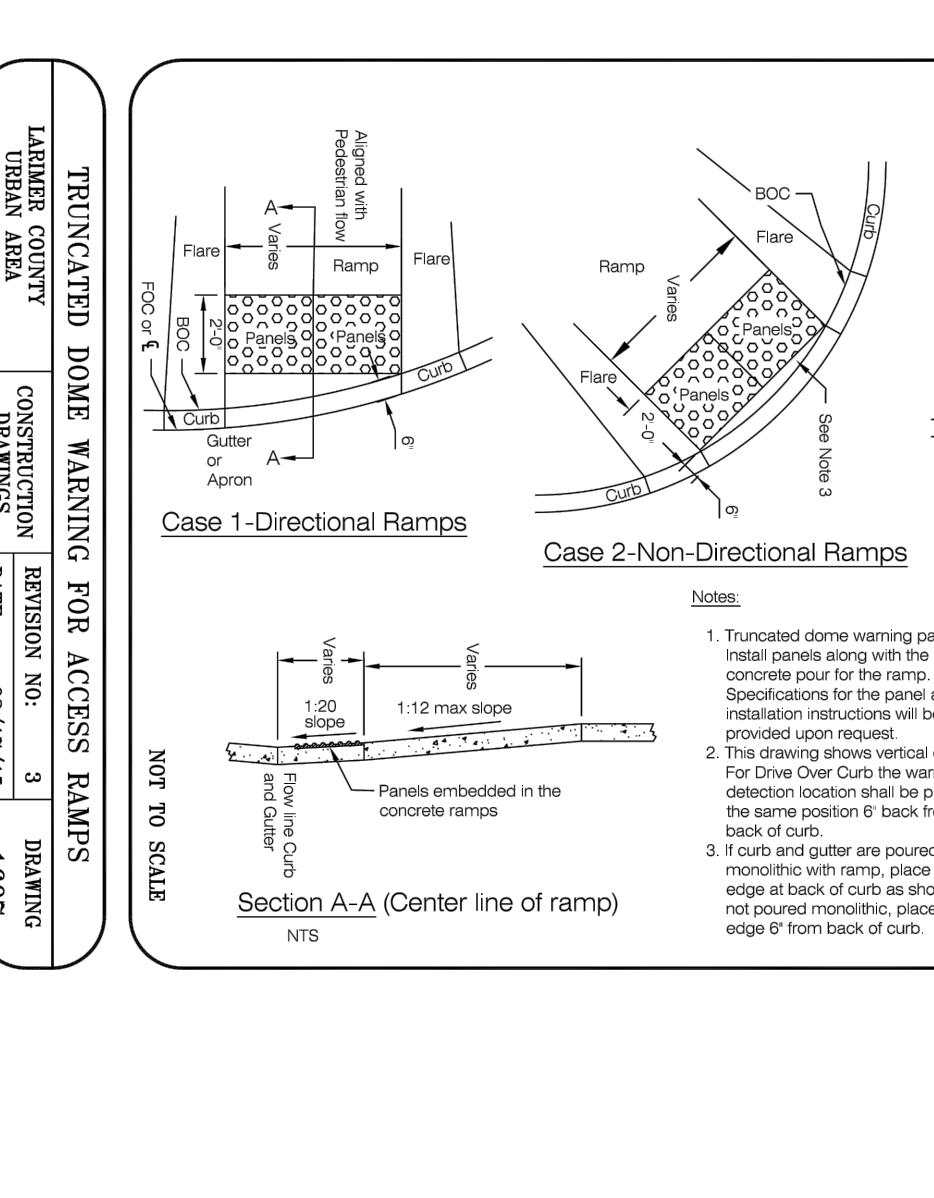 LARIMER COUNTY
URBAN AREA
CONSTRUCTION
DRAWINGS
REVISION NO: 3
DRAWING
TRUNCATED DOME WARNING FOR ACCESS RAMPS
NOT TO SCALE
Aligned with
Pedestrian flow
A
Varies
Flare
Ramp
Flare
FOC or ℄
BOC
2'-0"
Panels
Panels
Curb
Curb
6"
Gutter
or
Apron
A
Case 1-Directional Ramps
BOC
Curb
Flare
Ramp
Varies
Panels
Flare
Panels
2'-0"
See Note 3
Curb
6"
Case 2-Non-Directional Ramps
Varies
Varies
1:20
slope
1:12 max slope
Panels embedded in the
concrete ramps
Flow line Curb
and Gutter
Section A-A (Center line of ramp)
NTS
Notes:
1. Truncated dome warning pa
Install panels along with the
concrete pour for the ramp.
Specifications for the panel a
installation instructions will be
provided upon request.
2. This drawing shows vertical
For Drive Over Curb the warn
detection location shall be p
the same position 6" back fr
back of curb.
3. If curb and gutter are poured
monolithic with ramp, place
edge at back of curb as sho
not poured monolithic, place
edge 6" from back of curb.